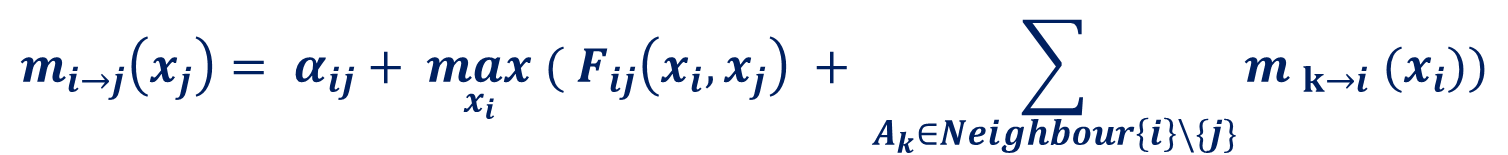 m_{i→j}(x_j) = α_{ij} + max_{x_i} ( F_{ij}(x_i, x_j) + ∑_{A_k∈Neighbour{i}\{j}} m_{k→i} (x_i))